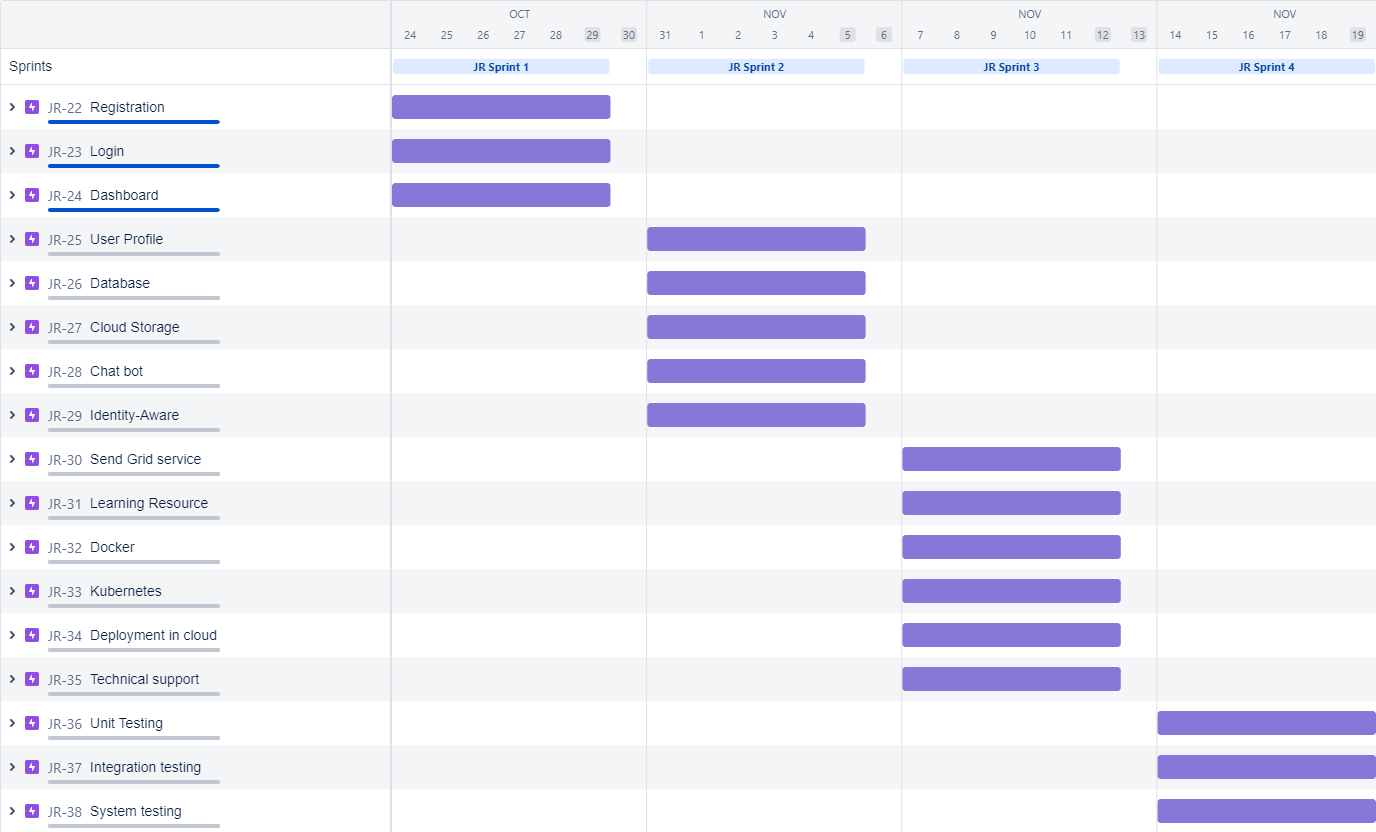 OCT NOV NOV NOV
24 25 26 27 28 29 30 31 1 2 3 4 5 6 7 8 9 10 11 12 13 14 15 16 17 18 19
Sprints JR Sprint 1 JR Sprint 2 JR Sprint 3 JR Sprint 4
JR-22 Registration
JR-23 Login
JR-24 Dashboard
JR-25 User Profile
JR-26 Database
JR-27 Cloud Storage
JR-28 Chat bot
JR-29 Identity-Aware
JR-30 Send Grid service
JR-31 Learning Resource
JR-32 Docker
JR-33 Kubernetes
JR-34 Deployment in cloud
JR-35 Technical support
JR-36 Unit Testing
JR-37 Integration testing
JR-38 System testing